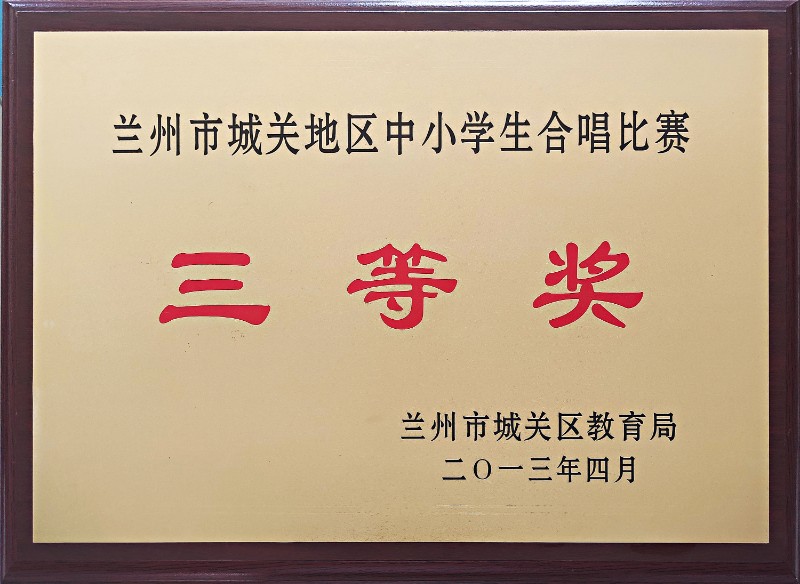 兰州市城关地区中小学生合唱比赛
三等奖
兰州市城关区教育局
二〇一三年四月